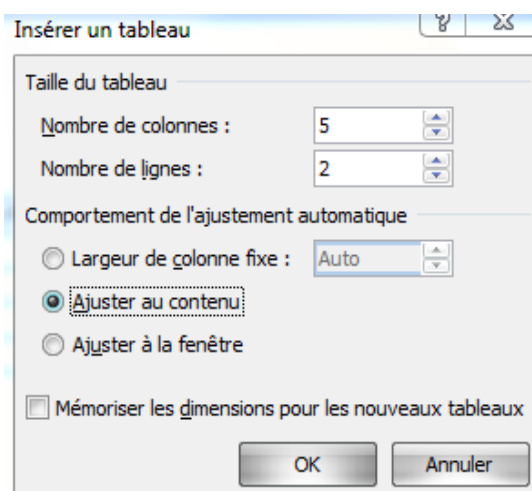 Insérer un tableau
Taille du tableau
Nombre de colonnes : 5
Nombre de lignes : 2
Comportement de l'ajustement automatique
Largeur de colonne fixe : Auto
Ajuster au contenu
Ajuster à la fenêtre
Mémoriser les dimensions pour les nouveaux tableaux
OK Annuler